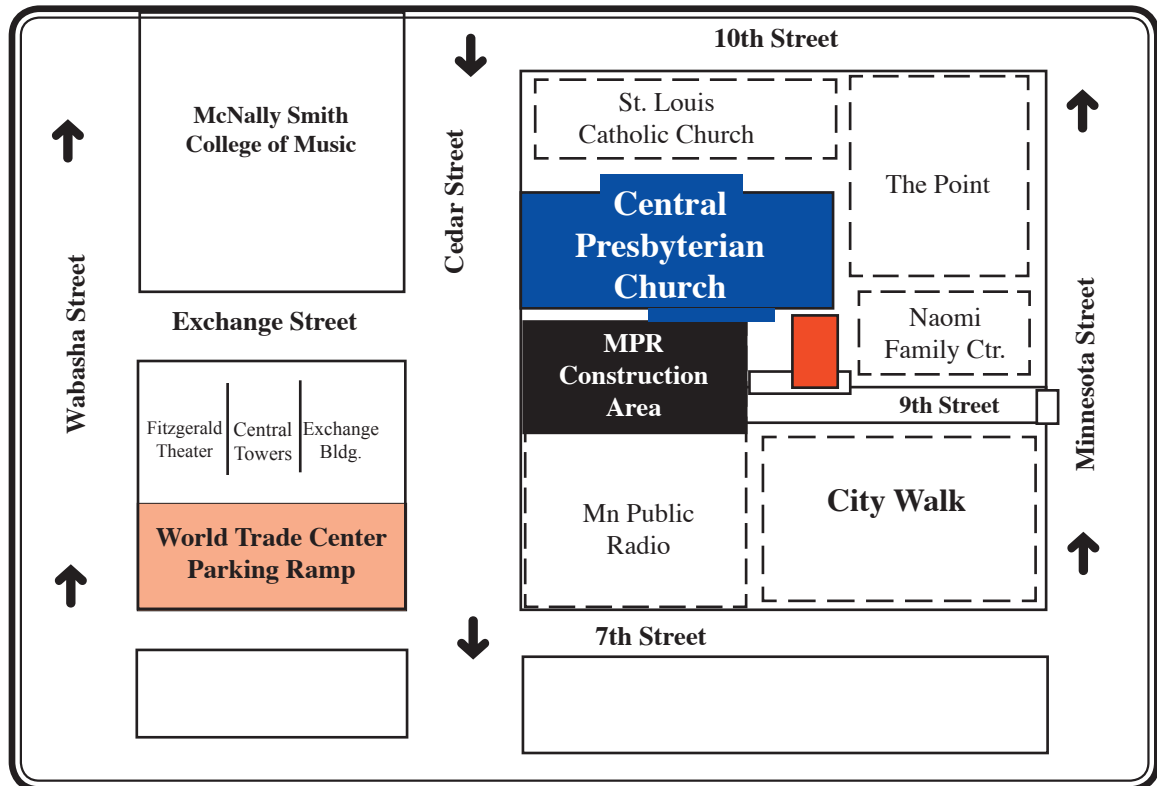 10th Street
McNally Smith
College of Music
St. Louis
Catholic Church
The Point
Cedar Street
Central
Presbyterian
Church
Wabasha Street
Exchange Street
Naomi
Family Ctr.
Minnesota Street
MPR
Construction
Area
9th Street
Fitzgerald
Theater
Central
Towers
Exchange
Bldg.
City Walk
Mn Public
Radio
World Trade Center
Parking Ramp
7th Street